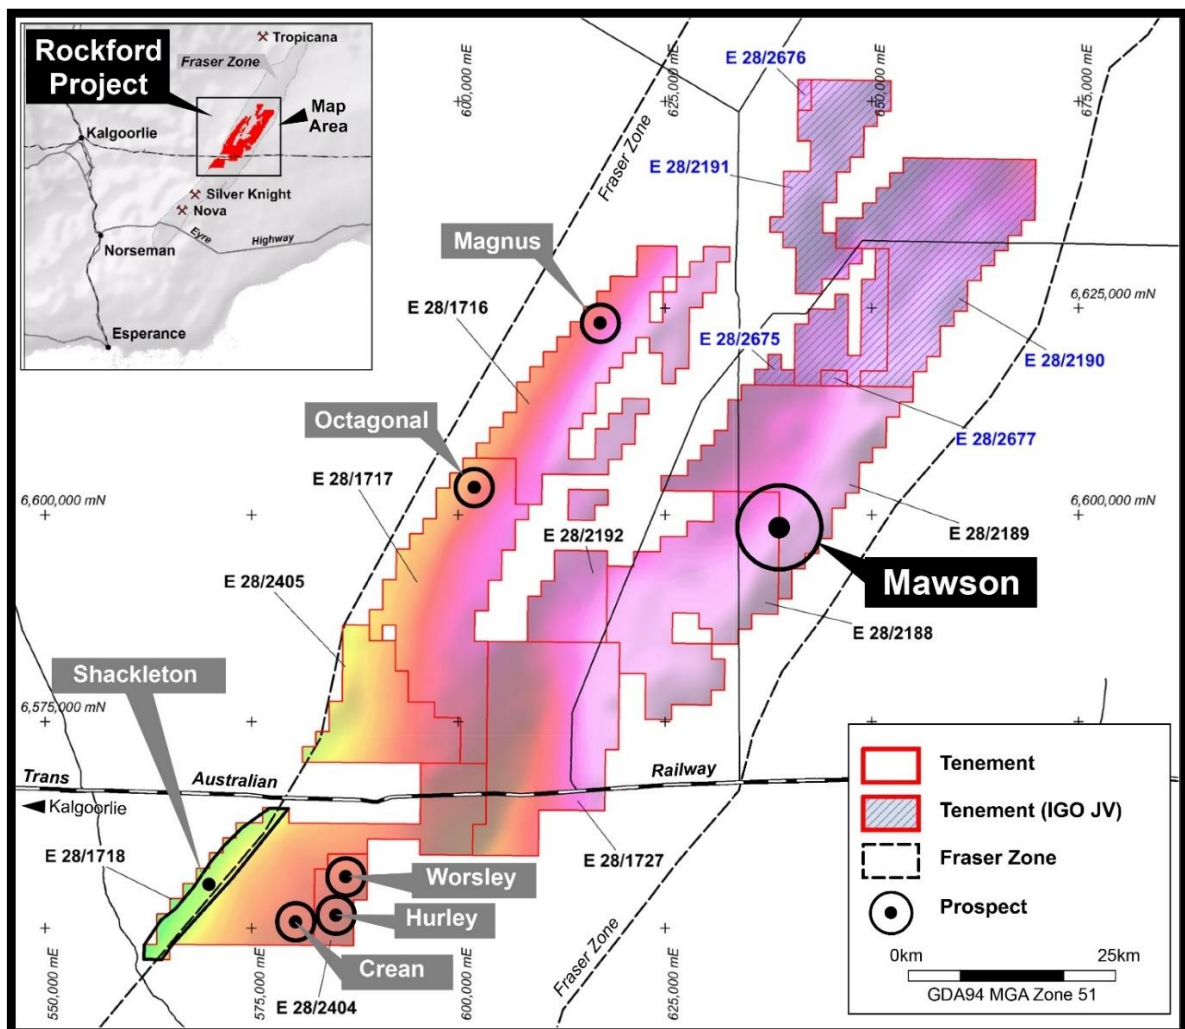 Rockford
Project
Tropicana
Fraser Zone
Map
Area
Kalgoorlie
Silver Knight
Nova
Norseman
Eyre
Highway
Esperance
600,000 mE
625,000 mE
650,000 mE
675,000 mE
Fraser Zone
E 28/2676
E 28/2191
Magnus
E 28/1716
6,625,000 mN
E 28/2675
E 28/2190
Octagonal
E 28/2677
E 28/1717
6,600,000 mN
6,600,000 mN
E 28/2192
E 28/2189
E 28/2405
Mawson
E 28/2188
Shackleton
6,575,000 mN
Trans
Australian
Railway
Kalgoorlie
E 28/1718
E 28/1727
Worsley
Hurley
Crean
E 28/2404
550,000 mE
575,000 mE
600,000 mE
Fraser Zone
625,000 mE
Tenement
Tenement (IGO JV)
Fraser Zone
Prospect
0km
25km
GDA94 MGA Zone 51